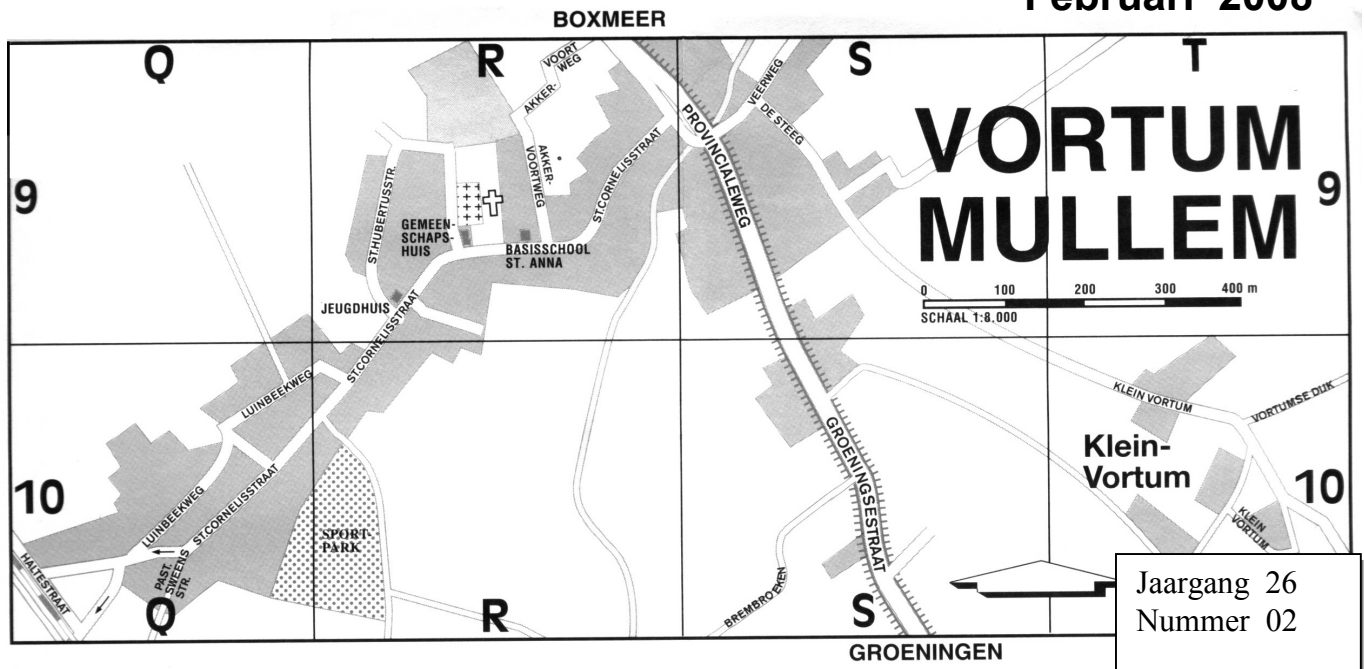 Februari 2008
BOXMEER
Q
R
S
T
VORTUM
MULLEM
9
9
0 100 200 300 400 m
SCHAAL 1:8.000
VOORT
WEG
AKKER-
AKKER-
VOORTWEG
ST.CORNELISSTRAAT
PROVINCIALEWEG
VEERWEG
DE STEEG
ST.HUBERTUSSTR.
GEMEEN-
SCHAPS-
HUIS
BASISSCHOOL
ST. ANNA
JEUGDHUIS
ST.CORNELISSTRAAT
LUINBEEKWEG
KLEIN VORTUM
VORTUMSE DIJK
Klein-
Vortum
10
10
GROENINGSESTRAAT
LUINBEEKWEG
ST.CORNELISSTRAAT
SPORT-
PARK
KLEIN
VORTUM
HALTESTRAAT
PAST.
SWEENS
STR.
BREMBROEKEN
Q
R
S
Jaargang 26
Nummer 02
GROENINGEN